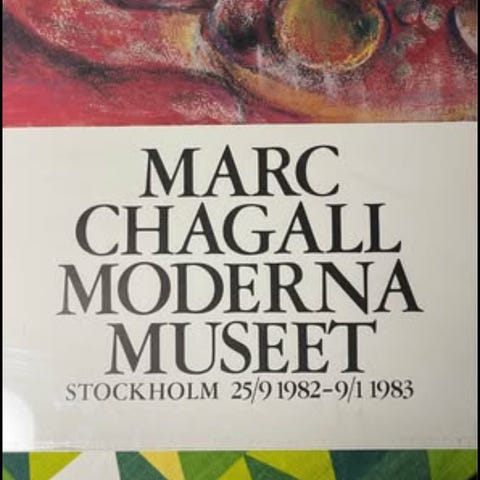 MARC
CHAGALL
MODERNA
MUSEET
STOCKHOLM 25/9 1982–9/1 1983